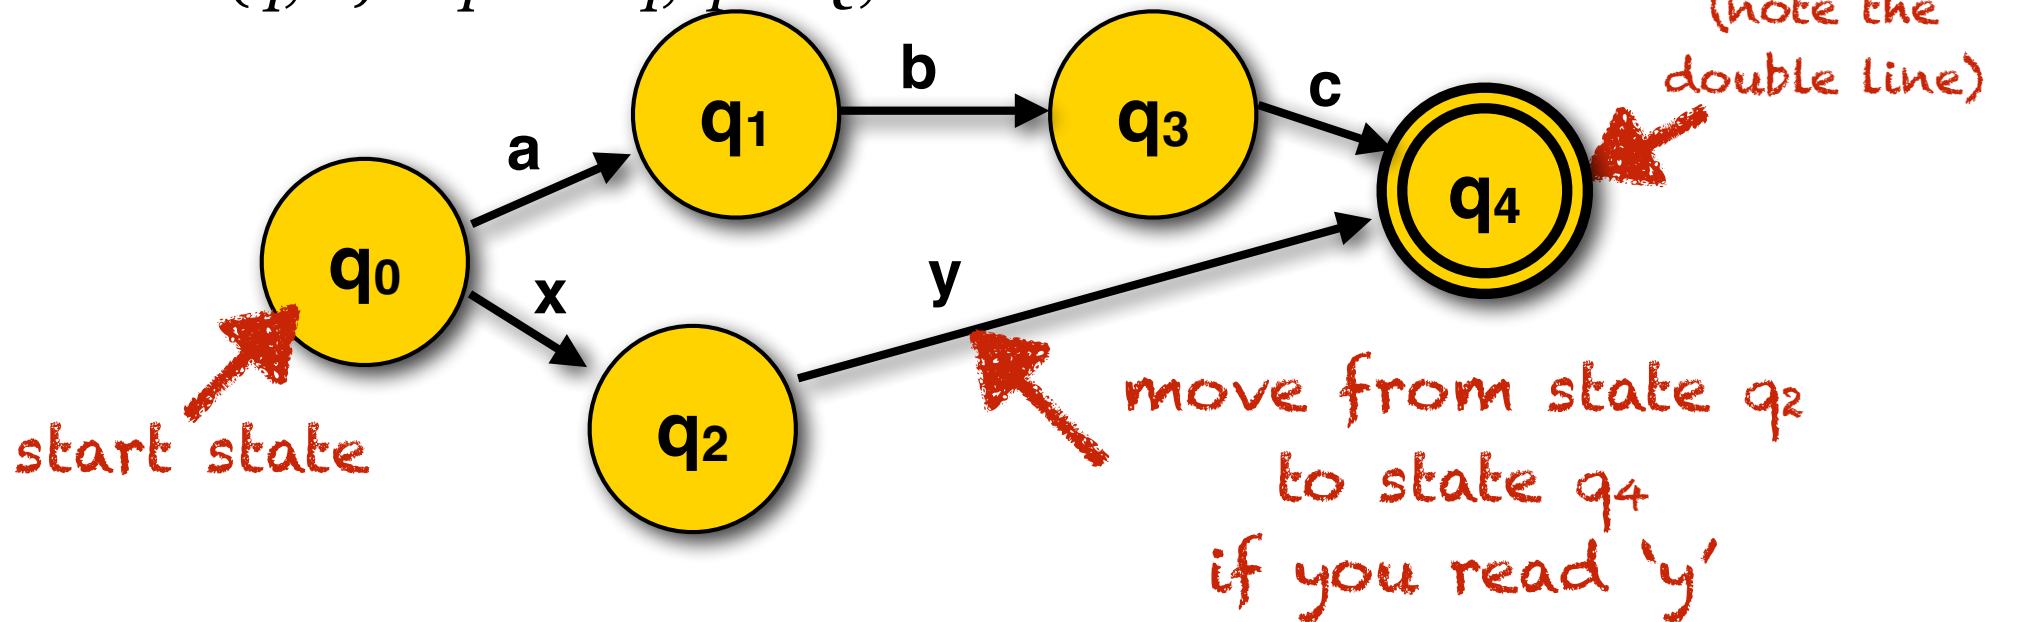 (note the
double line)
b
c
q1
q3
a
q4
q0
x
y
q2
start state
move from state q2
to state q4
if you read 'y'